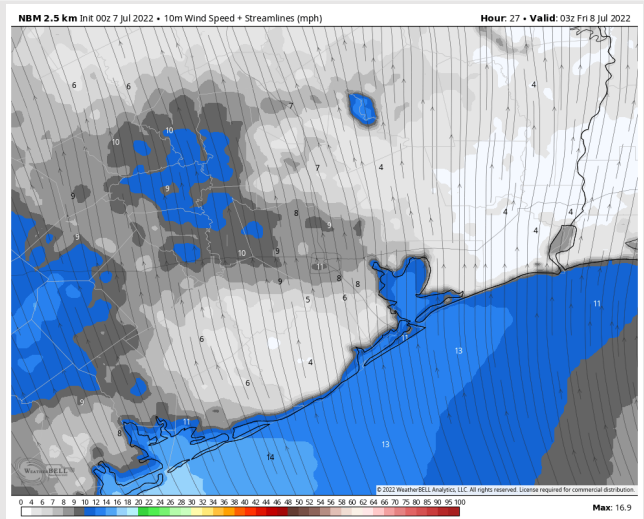 NBM 2.5 km Init 00z 7 Jul 2022 • 10m Wind Speed + Streamlines (mph) Hour: 27 • Valid: 03z Fri 8 Jul 2022
6 6 4
7
10
10
7 4
9
9
8 4 4
9 9 4
10 9
11
9 8 8
5 6 11
11
6 13
4
6
9
11
8
13
14
WEATHERBELL
© 2022 WeatherBELL Analytics, LLC. All rights reserved. License required for commercial distribution.
0 4 6 7 8 9 10 12 14 16 18 20 22 24 26 28 30 32 34 36 38 40 42 44 46 48 50 52 54 56 58 60 62 64 66 70 75 80 85 90 95 100 Max: 16.9